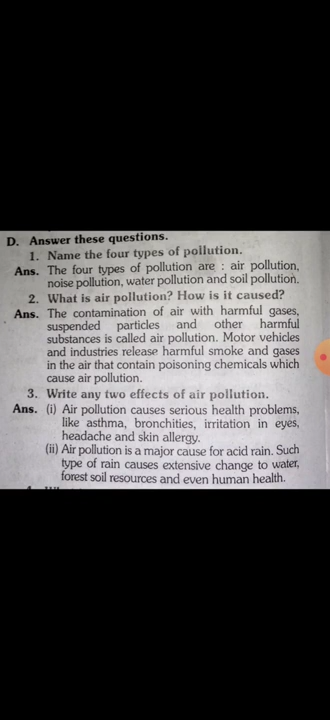 D. Answer these questions.
1. Name the four types of pollution.
Ans. The four types of pollution are : air pollution,
noise pollution, water pollution and soil pollution.
2. What is air pollution? How is it caused?
Ans. The contamination of air with harmful gases,
suspended particles and other harmful
substances is called air pollution. Motor vehicles
and industries release harmful smoke and gases
in the air that contain poisoning chemicals which
cause air pollution.
3. Write any two effects of air pollution.
Ans. (i) Air pollution causes serious health problems,
like asthma, bronchities, irritation in eyes,
headache and skin allergy.
(ii) Air pollution is a major cause for acid rain. Such
type of rain causes extensive change to water,
forest soil resources and even human health.